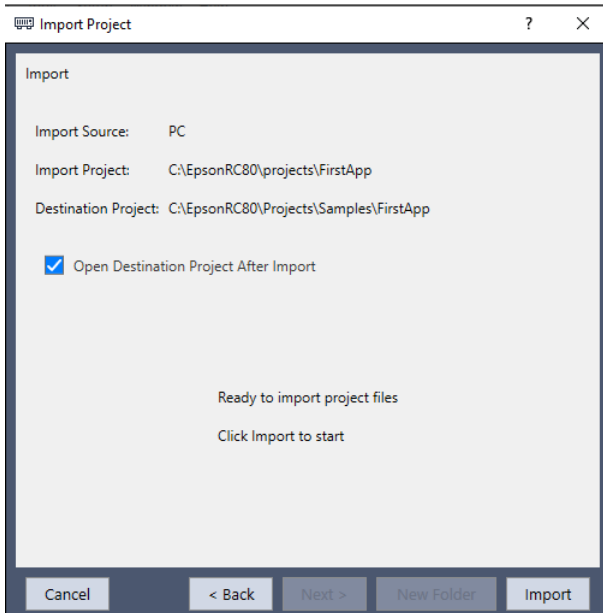 Import Project ? ×
Import
Import Source: PC
Import Project: C:\EpsonRC80\projects\FirstApp
Destination Project: C:\EpsonRC80\Projects\Samples\FirstApp
Open Destination Project After Import
Ready to import project files
Click Import to start
Cancel < Back Next > New Folder Import